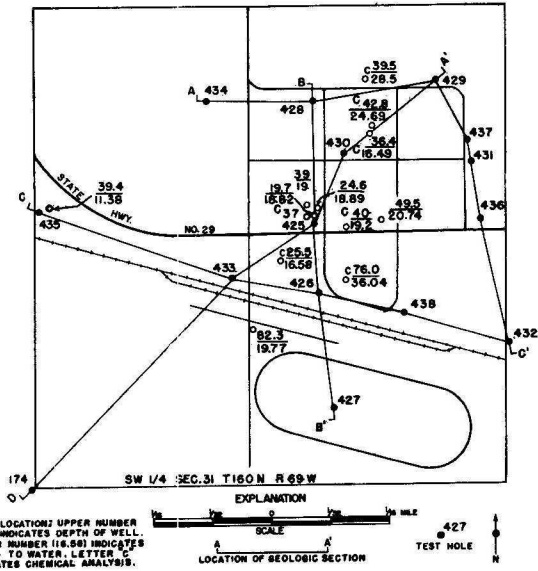 C 39.5
28.5
A'
429
A 434
B
428
C 42.8
24.69
C 36.4
16.49
430
437
431
39.4
11.38
39
19
19.7
18.82
24.6
18.89
C 37
425
C
40
19.2
49.5
20.74
436
C
435
STATE
HWY.
NO. 29
C 25.5
16.58
433
C 76.0
36.04
426
438
432
C'
82.3
19.77
427
B'
174
D
SW 1/4 SEC. 31 T160N R69W
EXPLANATION
LOCATION: UPPER NUMBER
INDICATES DEPTH OF WELL.
NUMBER (16.58) INDICATES
TO WATER. LETTER "C"
CHEMICAL ANALYSIS.
0
MILE
SCALE
A A'
LOCATION OF GEOLOGIC SECTION
427
TEST HOLE
N